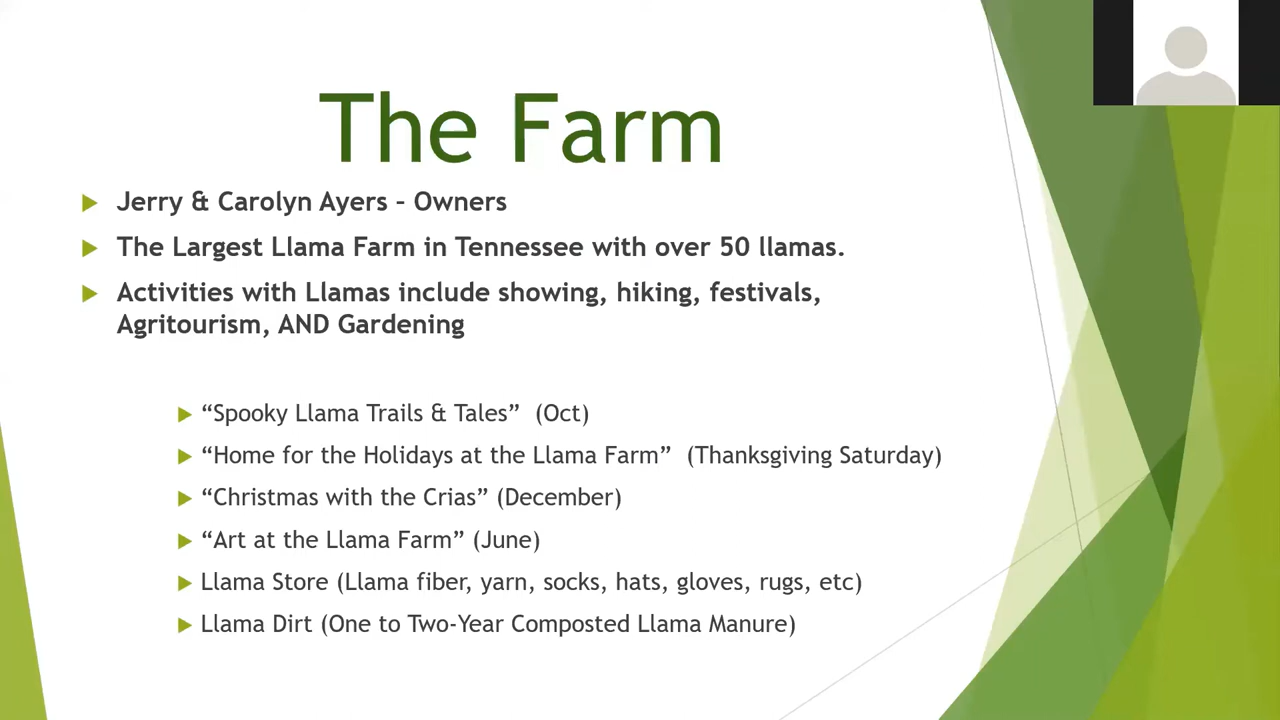 The Farm
Jerry & Carolyn Ayers – Owners
The Largest Llama Farm in Tennessee with over 50 llamas.
Activities with Llamas include showing, hiking, festivals,
Agritourism, AND Gardening
“Spooky Llama Trails & Tales” (Oct)
“Home for the Holidays at the Llama Farm” (Thanksgiving Saturday)
“Christmas with the Crias” (December)
“Art at the Llama Farm” (June)
Llama Store (Llama fiber, yarn, socks, hats, gloves, rugs, etc)
Llama Dirt (One to Two-Year Composted Llama Manure)